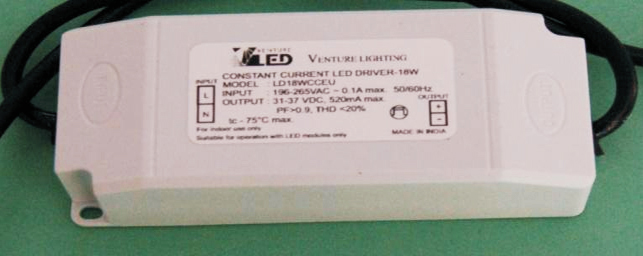 VENTURE
LED
VENTURE LIGHTING
CONSTANT CURRENT LED DRIVER-18W
MODEL : LD18WCCEU
INPUT : 196-265VAC ~ 0.1A max. 50/60Hz
OUTPUT : 31-37 VDC, 520mA max.
PF>0.9, THD <20%
tc - 75°C max.
For indoor use only
Suitable for operation with LED modules only
INPUT
L
N
OUTPUT
+
-
MADE IN INDIA